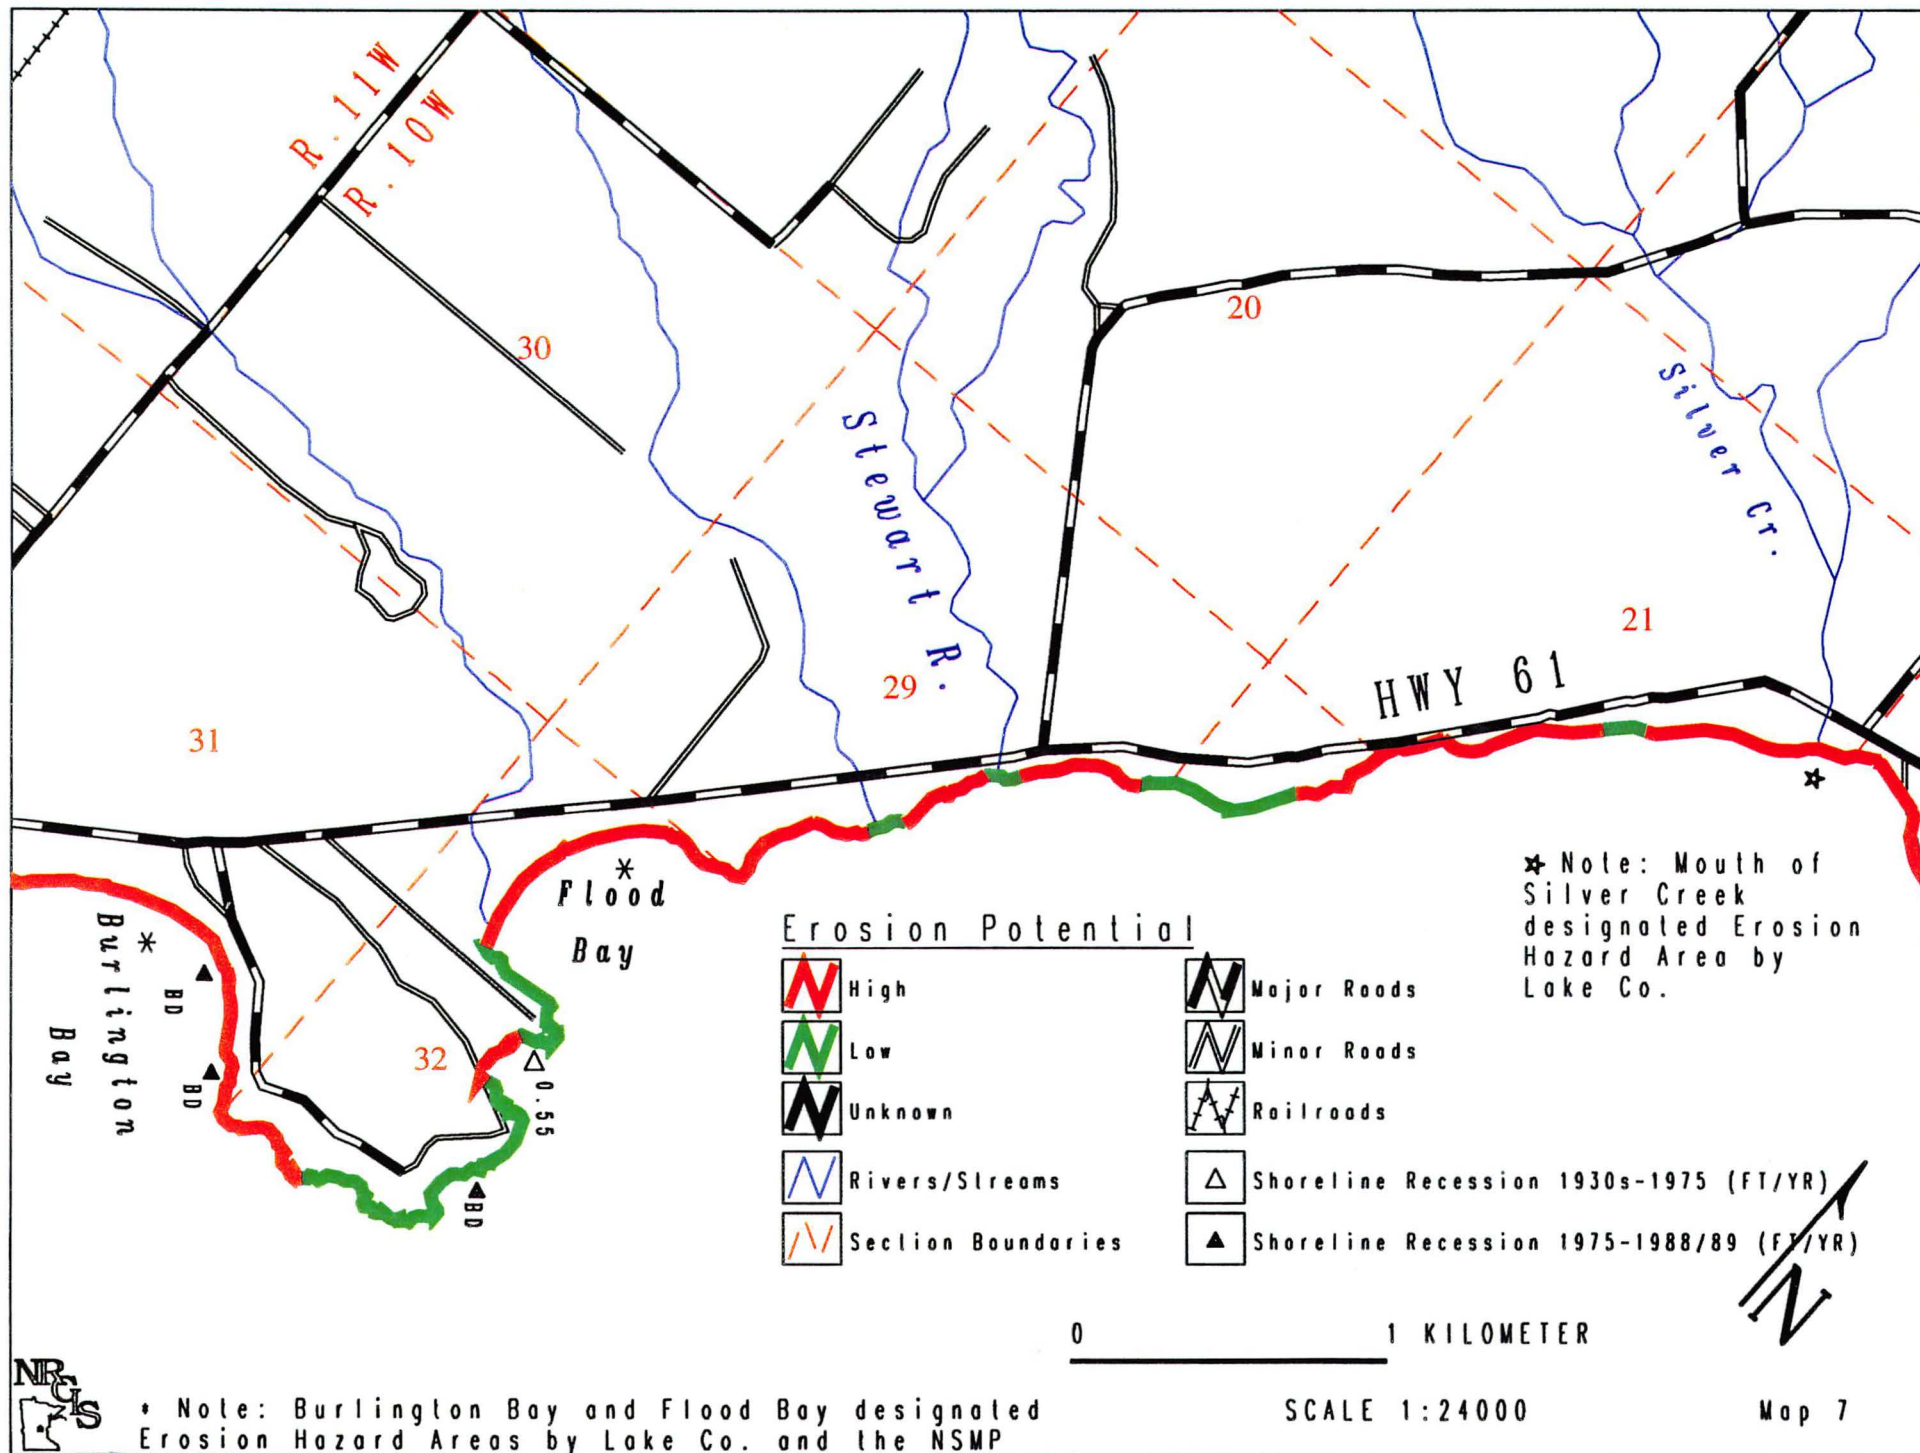 R. 11W
R. 10W
30
20
Stewart R.
Silver Cr.
29
21
31
HWY 61
Flood
Bay
Burlington
Bay
BD
BD
32
0.55
BD
Erosion Potential
High
Low
Unknown
Rivers/Streams
Section Boundaries
Major Roads
Minor Roads
Railroads
Shoreline Recession 1930s-1975 (FT/YR)
Shoreline Recession 1975-1988/89 (FT/YR)
Note: Mouth of
Silver Creek
designated Erosion
Hazard Area by
Lake Co.
N
0 1 KILOMETER
SCALE 1:24000
Map 7
NRGIS
* Note: Burlington Bay and Flood Bay designated
Erosion Hazard Areas by Lake Co. and the NSMP